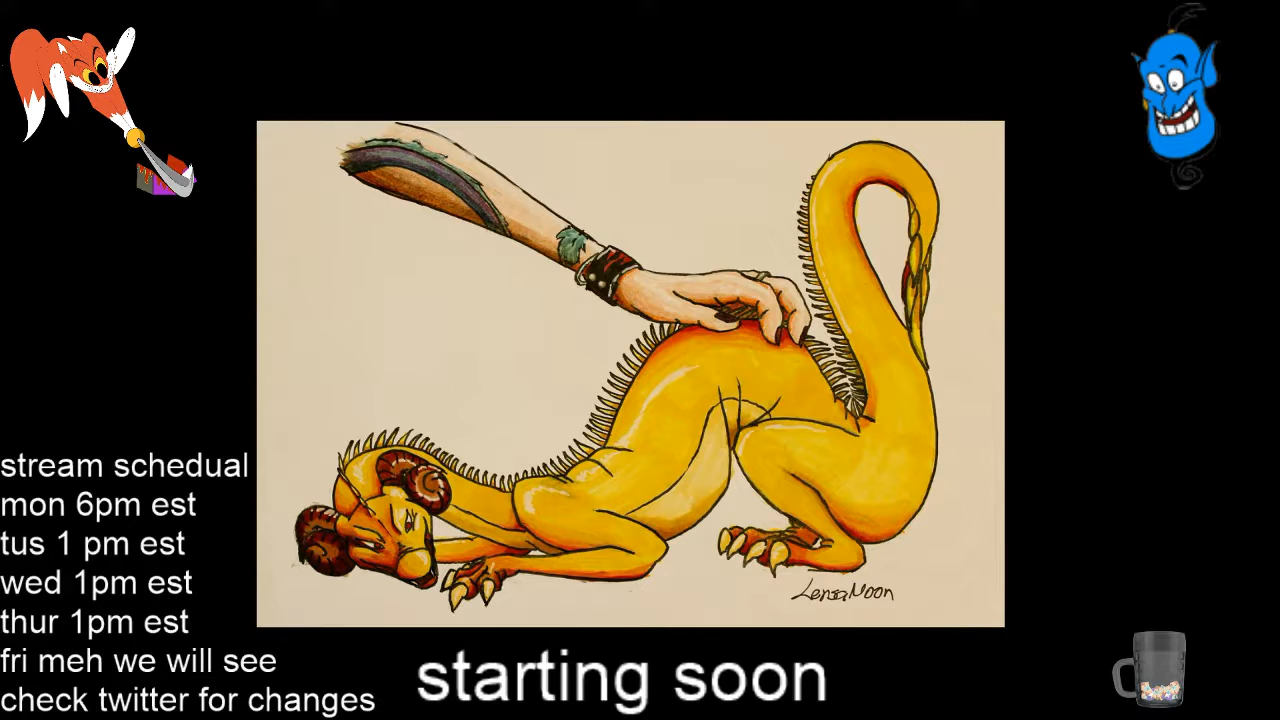 stream schedual
mon 6pm est
tus 1 pm est
wed 1pm est
thur 1pm est
fri meh we will see
check twitter for changes
LensaMoon
starting soon